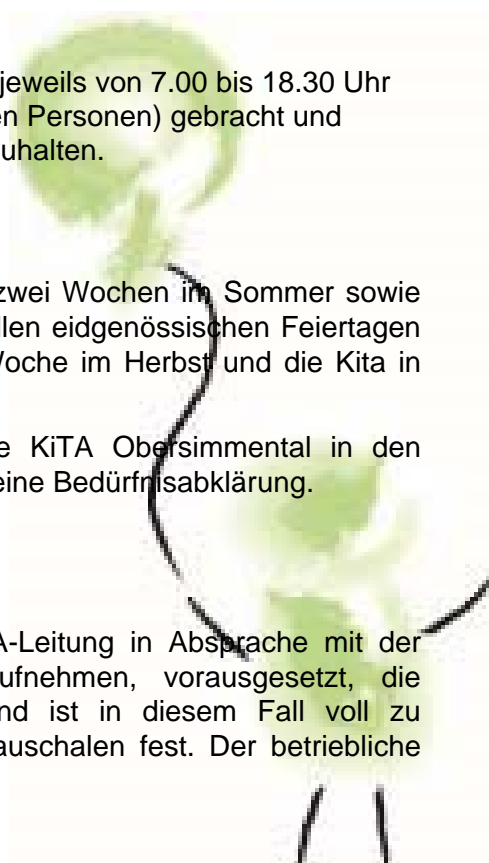 jeweils von 7.00 bis 18.30 Uhr
en Personen) gebracht und
uhalten.
zwei Wochen im Sommer sowie
llen eidgenössischen Feiertagen
Woche im Herbst und die Kita in
e KiTA Obersimmental in den
eine Bedürfnisabklärung.
A-Leitung in Absprache mit der
ufnehmen, vorausgesetzt, die
nd ist in diesem Fall voll zu
auschalen fest. Der betriebliche